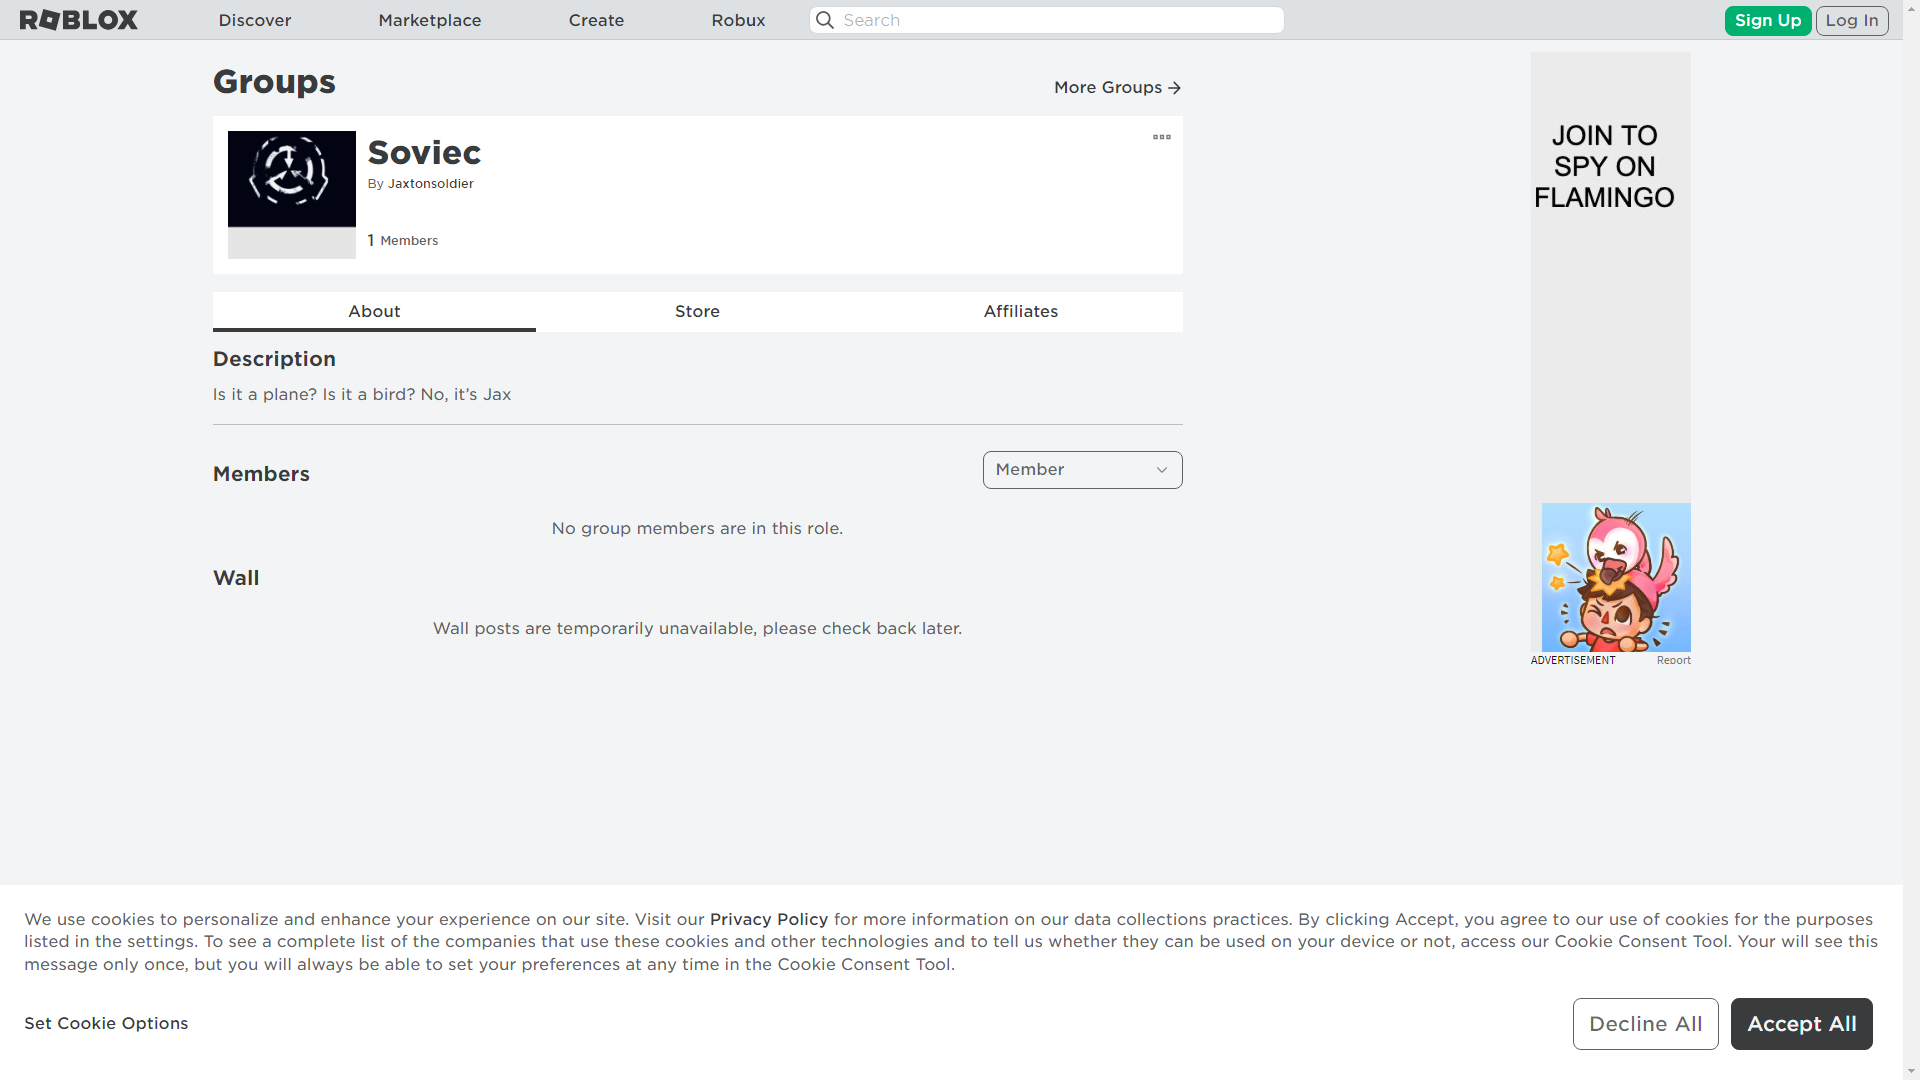 ROBLOX
Discover
Marketplace
Create
Robux
Search
Sign Up
Log In
Groups
More Groups
Soviec
By Jaxtonsoldier
1 Members
About
Store
Affiliates
Description
Is it a plane? Is it a bird? No, it’s Jax
Members
Member
No group members are in this role.
Wall
Wall posts are temporarily unavailable, please check back later.
JOIN TO
SPY ON
FLAMINGO
ADVERTISEMENT
Report
We use cookies to personalize and enhance your experience on our site. Visit our Privacy Policy for more information on our data collections practices. By clicking Accept, you agree to our use of cookies for the purposes
listed in the settings. To see a complete list of the companies that use these cookies and other technologies and to tell us whether they can be used on your device or not, access our Cookie Consent Tool. Your will see this
message only once, but you will always be able to set your preferences at any time in the Cookie Consent Tool.
Set Cookie Options
Decline All
Accept All